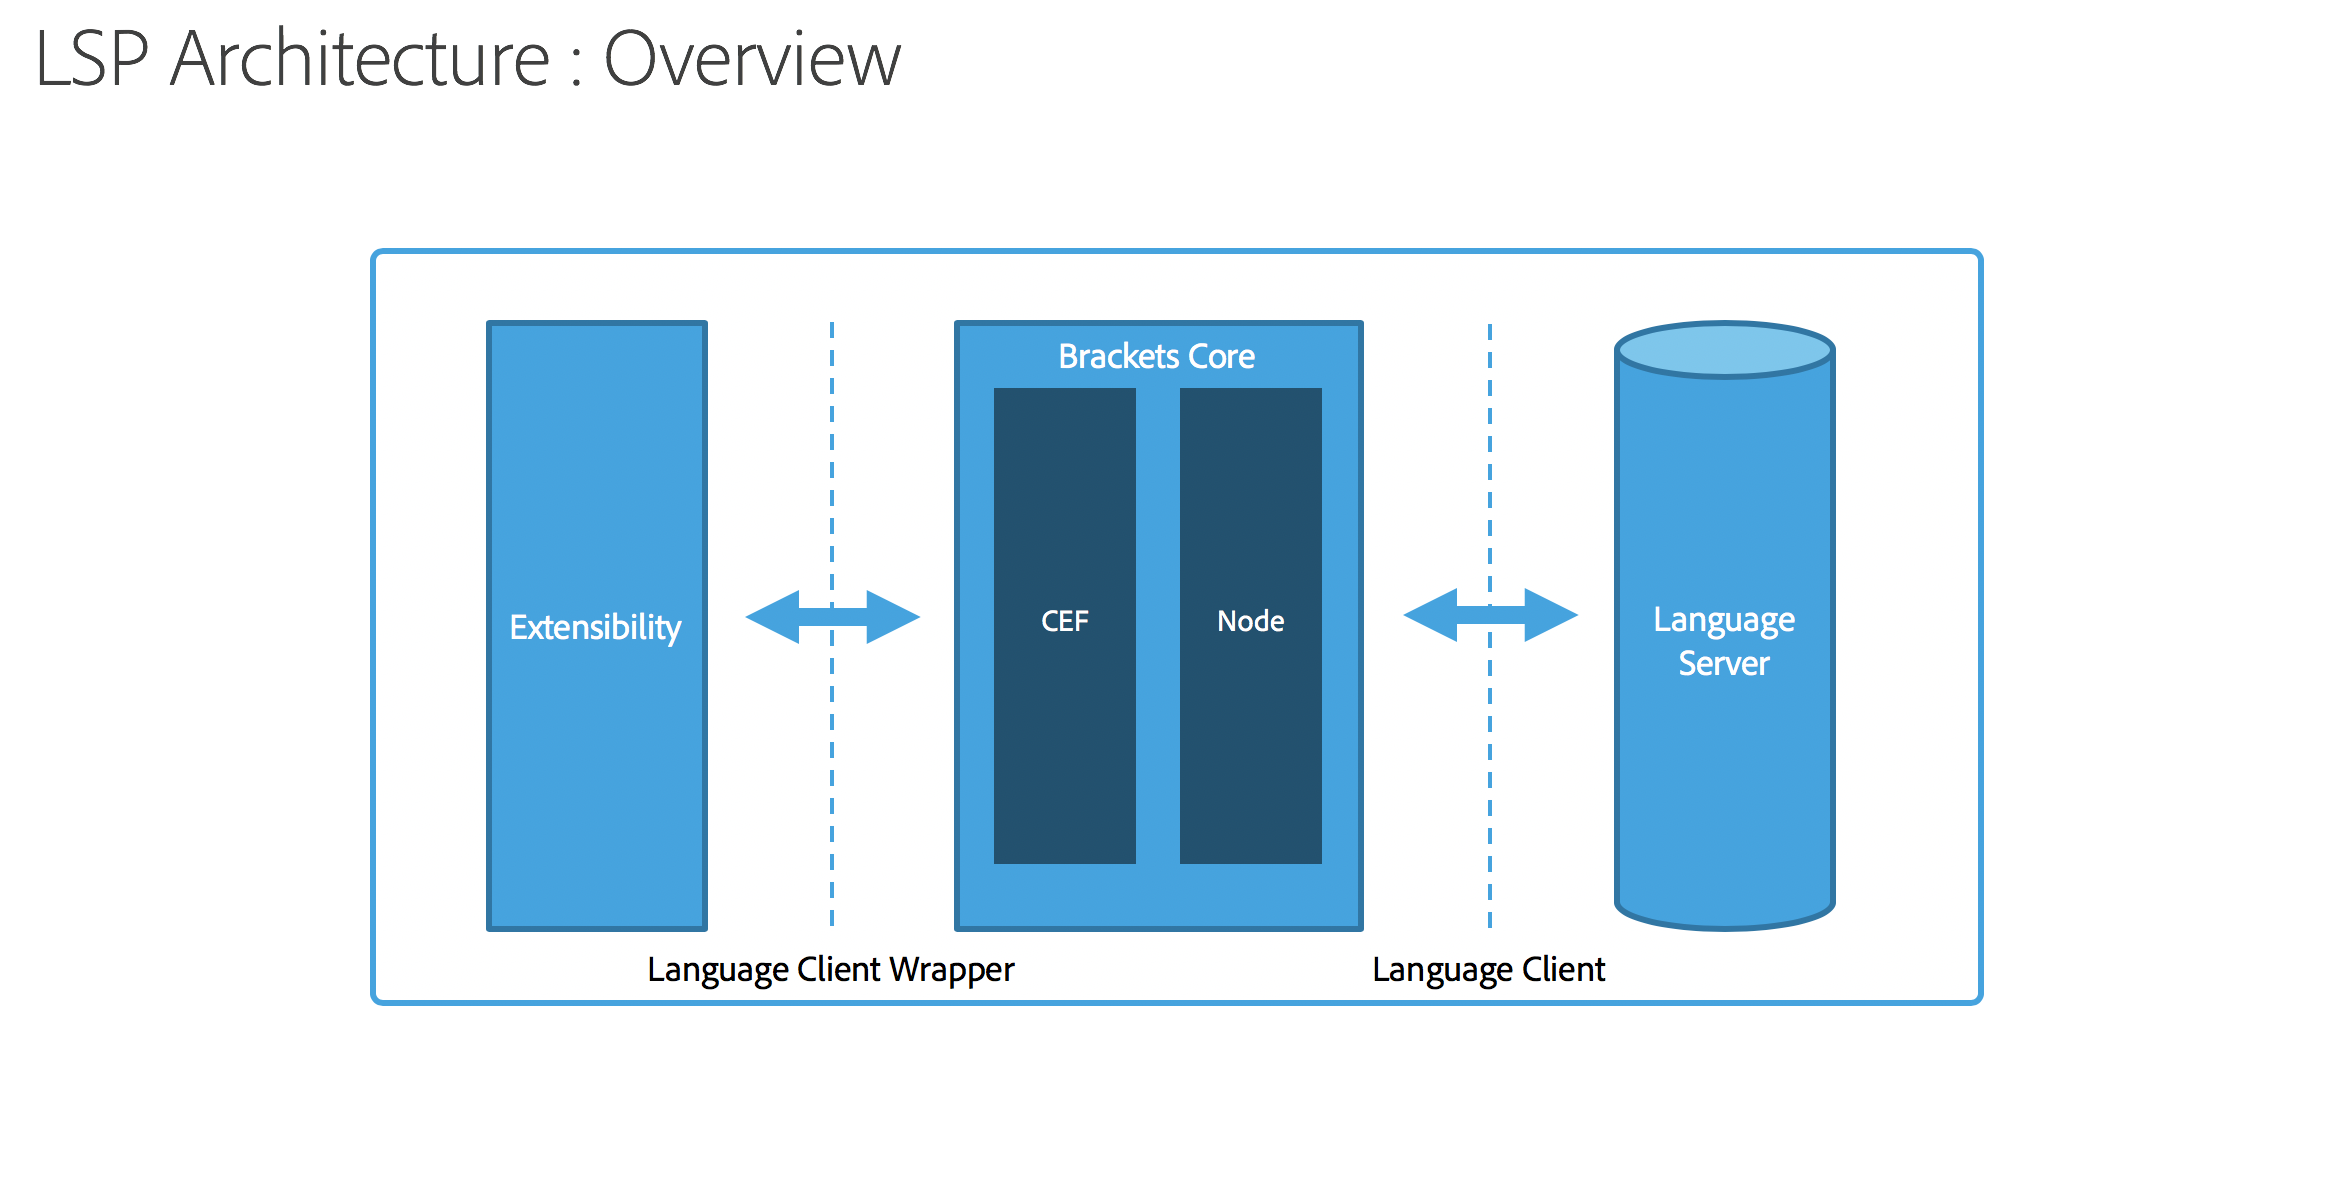 LSP Architecture : Overview
Brackets Core
Extensibility
CEF
Node
Language
Server
Language Client Wrapper
Language Client